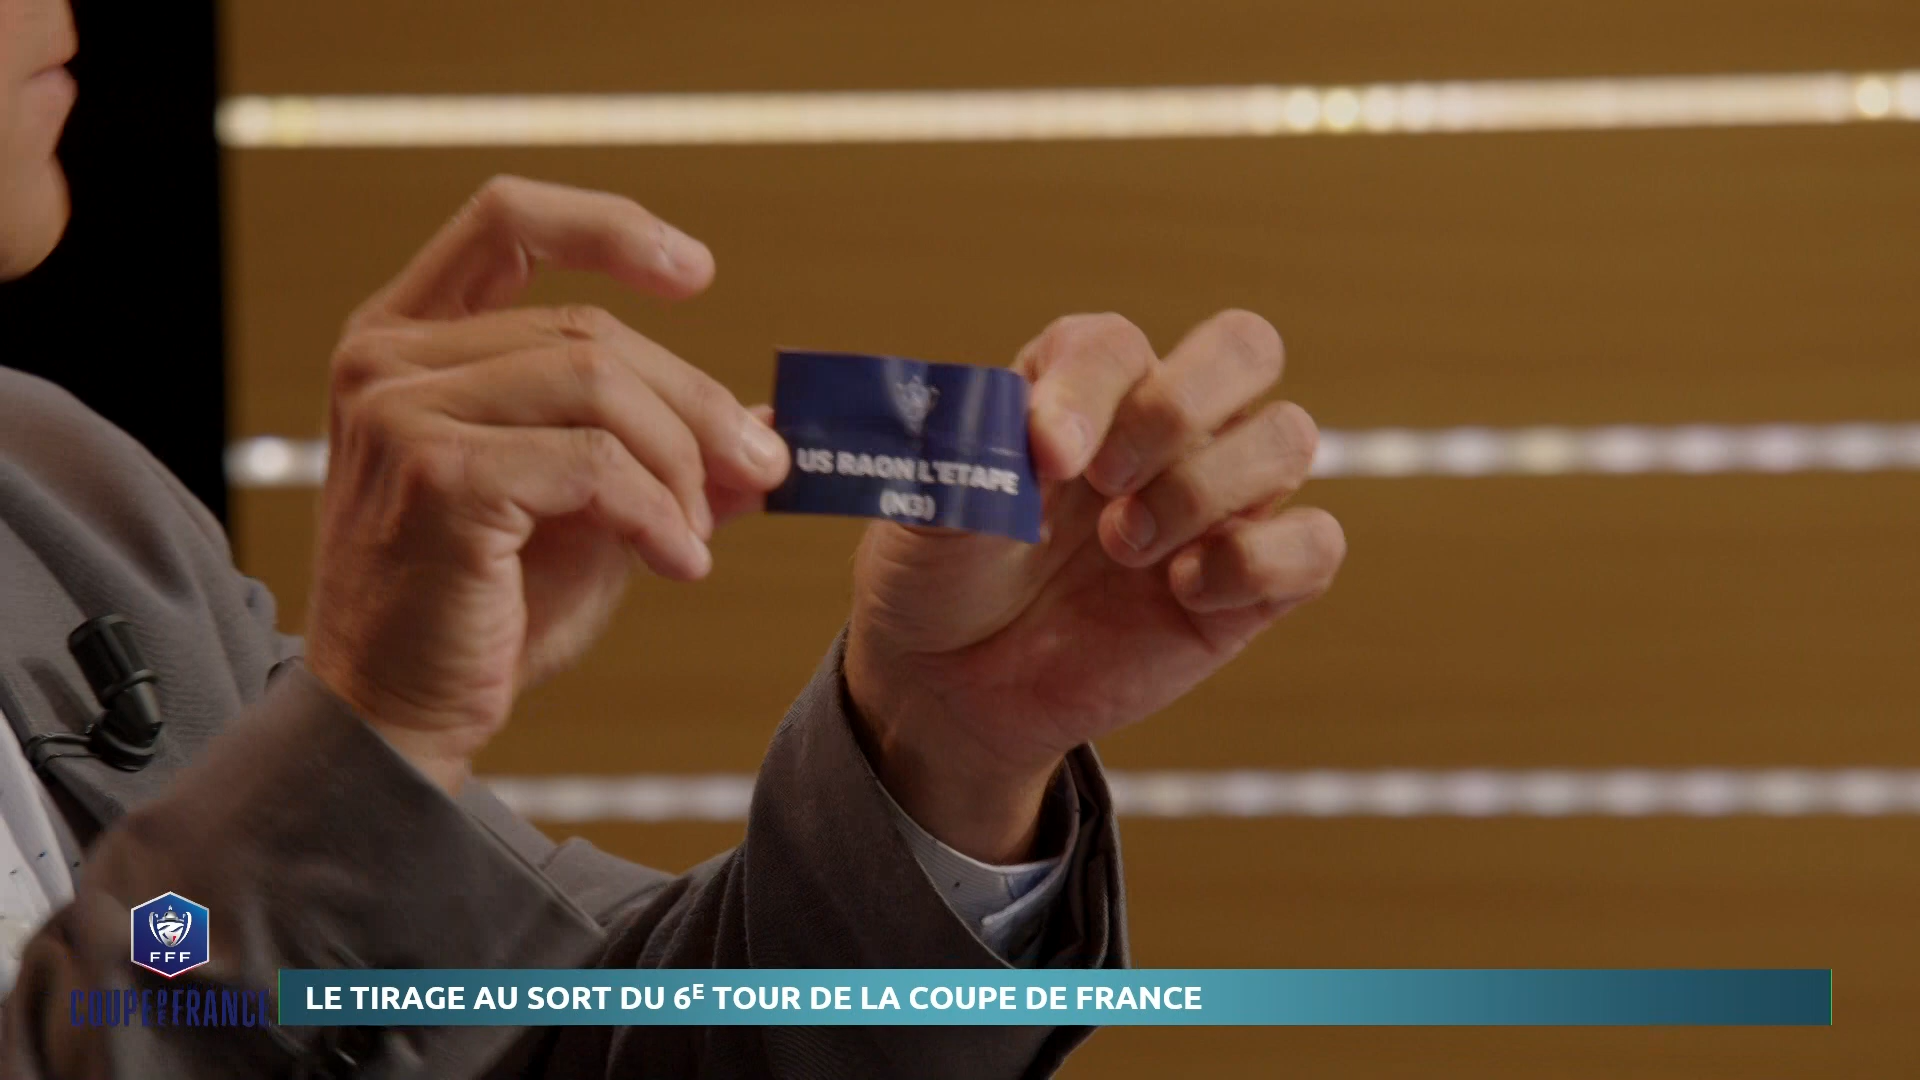 US RAON L'ETAPE
(N3)
FFF
COUPE DE FRANCE
LE TIRAGE AU SORT DU 6E TOUR DE LA COUPE DE FRANCE